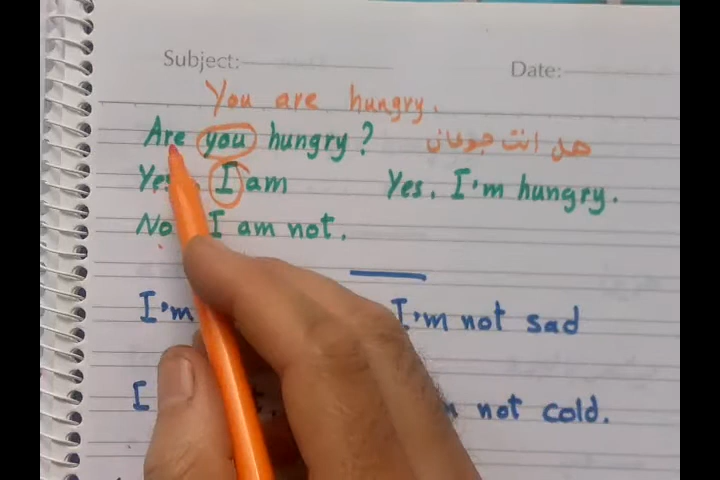 Subject: Date:
You are hungry.
Are you hungry? هل انت جوعان
Yes, I am Yes, I'm hungry.
No I am not.
I'm I'm not sad
I not cold.